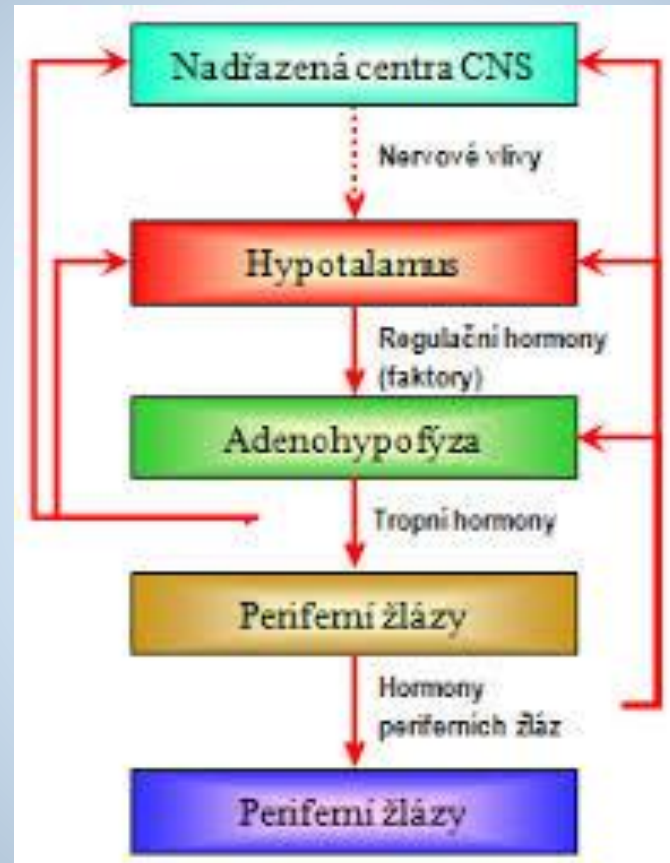 Nadřazená centra CNS
Nervové vlivy
Hypotalamus
Regulační hormony
(faktory)
Adenohypofýza
Tropní hormony
Periferní žlázy
Hormony
periferních žláz
Periferní žlázy